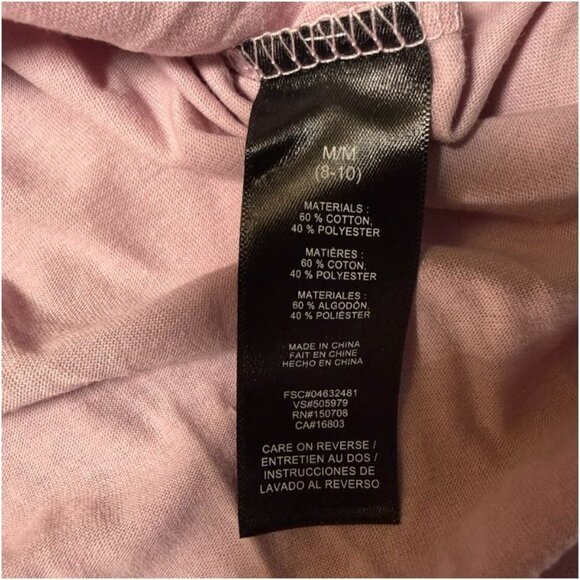 M/M
(8-10)
MATERIALS :
60 % COTTON,
40 % POLYESTER
MATIÈRES :
60 % COTON,
40 % POLYESTER
MATERIALES :
60 % ALGODÓN,
40 % POLIÉSTER
MADE IN CHINA
FAIT EN CHINE
HECHO EN CHINA
FSC#04632481
VS#505979
RN#150708
CA#16803
CARE ON REVERSE /
ENTRETIEN AU DOS /
INSTRUCCIONES DE
LAVADO AL REVERSO